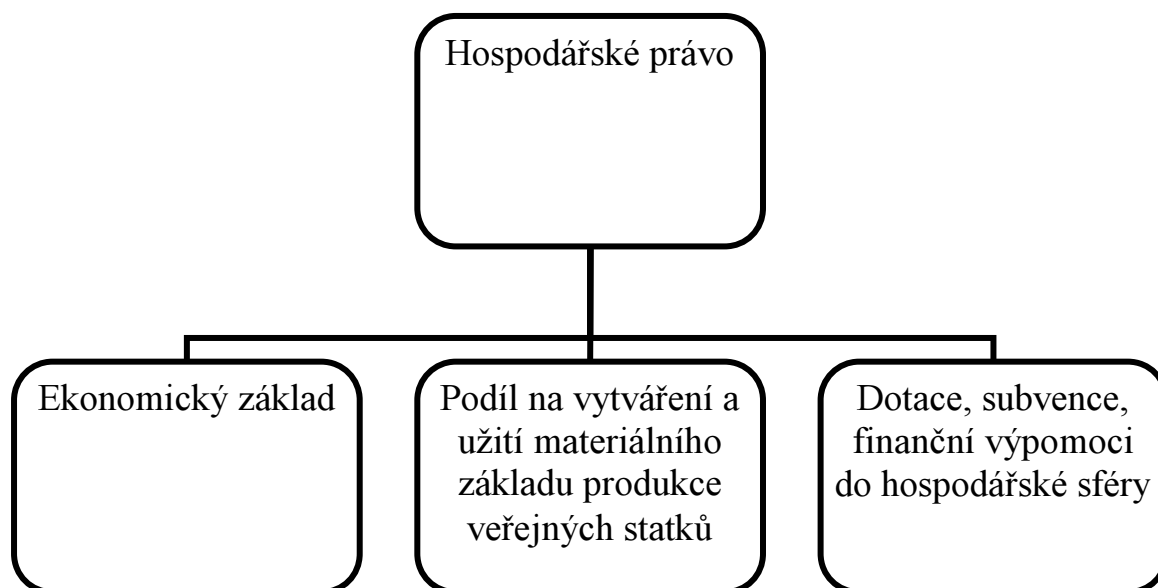 Hospodářské právo
Ekonomický základ
Podíl na vytváření a
užití materiálního
základu produkce
veřejných statků
Dotace, subvence,
finanční výpomoci
do hospodářské sféry